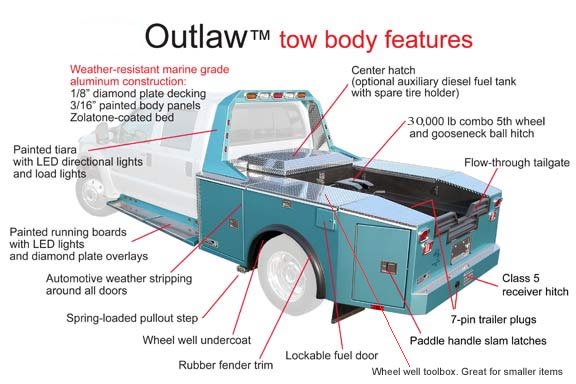 Outlaw™ tow body features
Weather-resistant marine grade
aluminum construction:
1/8” diamond plate decking
3/16” painted body panels
Zolatone-coated bed
Center hatch
(optional auxiliary diesel fuel tank
with spare tire holder)
30,000 lb combo 5th wheel
and gooseneck ball hitch
Flow-through tailgate
Painted tiara
with LED directional lights
and load lights
Painted running boards
with LED lights
and diamond plate overlays
Automotive weather stripping
around all doors
Spring-loaded pullout step
Wheel well undercoat
Rubber fender trim
Lockable fuel door
Class 5
receiver hitch
7-pin trailer plugs
Paddle handle slam latches
Wheel well toolbox. Great for smaller items